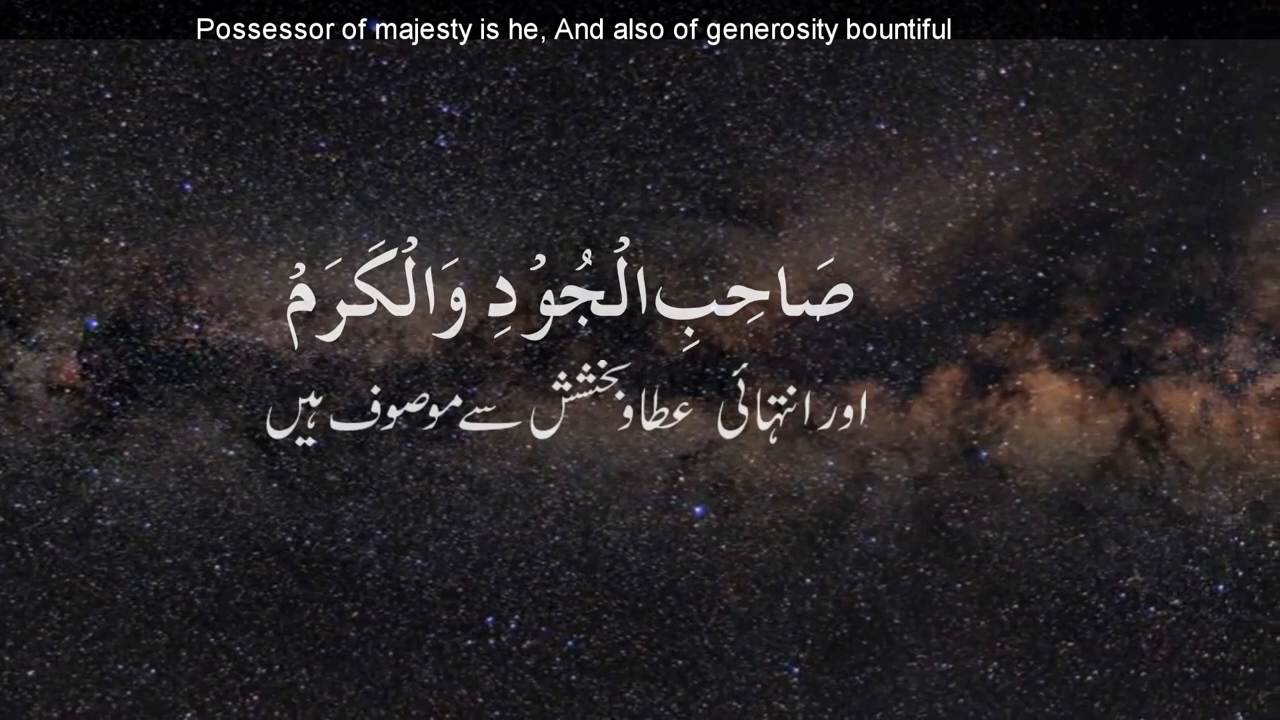 Possessor of majesty is he, And also of generosity bountiful
صَاحِبِ الْجُوْدِ وَالْكَرَمْ
اور انتہائی عطا و بخشش سے موصوف ہیں